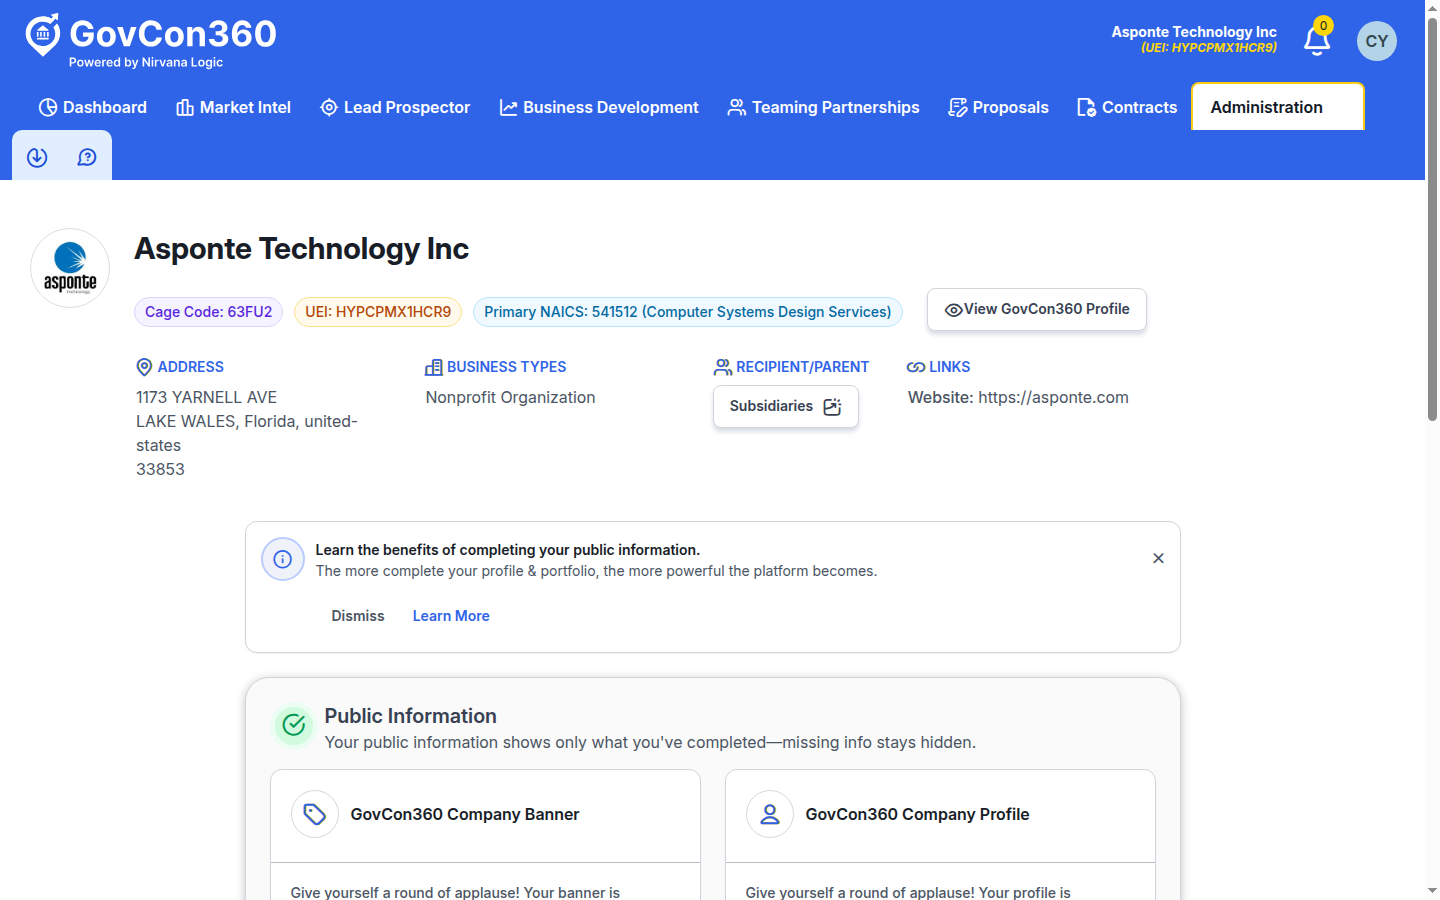 GovCon360
Powered by Nirvana Logic
Asponte Technology Inc
(UEI: HYPCPMX1HCR9)
0
CY
Dashboard
Market Intel
Lead Prospector
Business Development
Teaming Partnerships
Proposals
Contracts
Administration
asponte
technology
Asponte Technology Inc
Cage Code: 63FU2
UEI: HYPCPMX1HCR9
Primary NAICS: 541512 (Computer Systems Design Services)
View GovCon360 Profile
ADDRESS
1173 YARNELL AVE
LAKE WALES, Florida, united-
states
33853
BUSINESS TYPES
Nonprofit Organization
RECIPIENT/PARENT
Subsidiaries
LINKS
Website: https://asponte.com
Learn the benefits of completing your public information.
The more complete your profile & portfolio, the more powerful the platform becomes.
Dismiss
Learn More
Public Information
Your public information shows only what you've completed—missing info stays hidden.
GovCon360 Company Banner
Give yourself a round of applause! Your banner is
GovCon360 Company Profile
Give yourself a round of applause! Your profile is